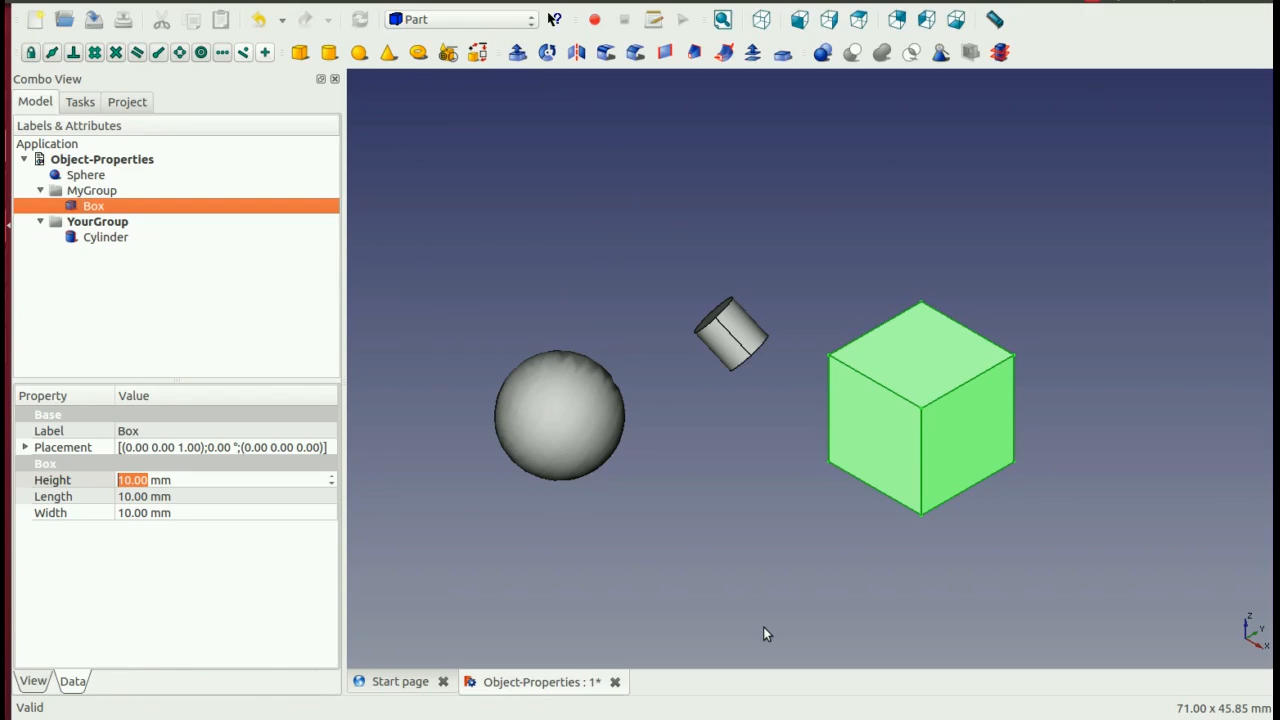 Part
Combo View
Model Tasks Project
Labels & Attributes
Application
Object-Properties
Sphere
MyGroup
Box
YourGroup
Cylinder
Property Value
Base
Label Box
Placement [(0.00 0.00 1.00);0.00 °;(0.00 0.00 0.00)]
Box
Height 10.00 mm
Length 10.00 mm
Width 10.00 mm
Z
Y
X
View Data
Start page Object-Properties : 1*
Valid 71.00 x 45.85 mm